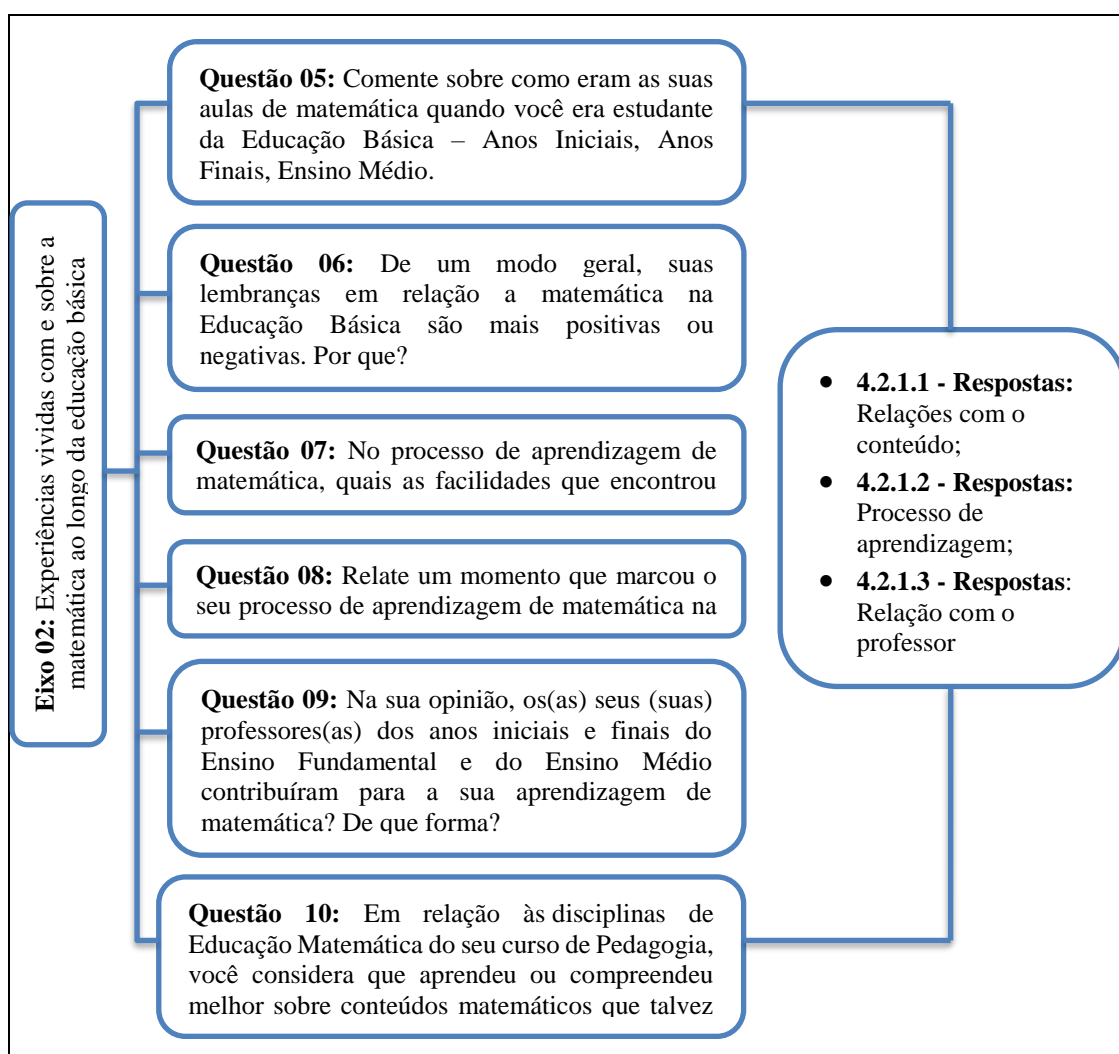 Eixo 02: Experiências vividas com e sobre a
matemática ao longo da educação básica
Questão 05: Comente sobre como eram as suas
aulas de matemática quando você era estudante
da Educação Básica – Anos Iniciais, Anos
Finais, Ensino Médio.
Questão 06: De um modo geral, suas
lembranças em relação a matemática na
Educação Básica são mais positivas ou
negativas. Por que?
Questão 07: No processo de aprendizagem de
matemática, quais as facilidades que encontrou
Questão 08: Relate um momento que marcou o
seu processo de aprendizagem de matemática na
Questão 09: Na sua opinião, os(as) seus (suas)
professores(as) dos anos iniciais e finais do
Ensino Fundamental e do Ensino Médio
contribuíram para a sua aprendizagem de
matemática? De que forma?
Questão 10: Em relação às disciplinas de
Educação Matemática do seu curso de Pedagogia,
você considera que aprendeu ou compreendeu
melhor sobre conteúdos matemáticos que talvez
• 4.2.1.1 - Respostas:
Relações com o
conteúdo;
• 4.2.1.2 - Respostas:
Processo de
aprendizagem;
• 4.2.1.3 - Respostas:
Relação com o
professor